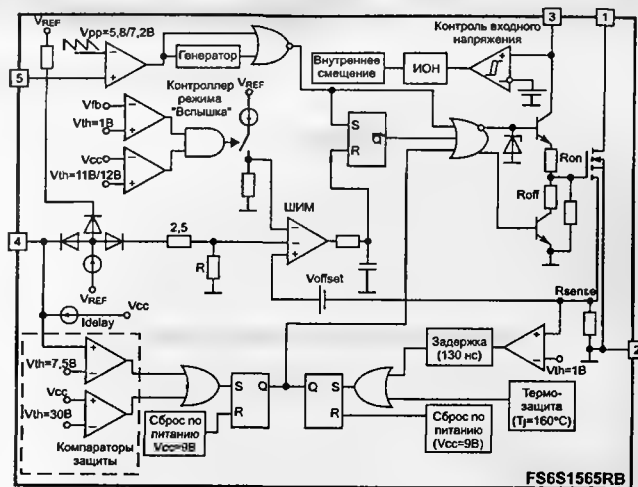 VREF
Vpp=5,8/7,2В
Генератор
5
Контроль входного
напряжения
3
1
Внутреннее
смещение
ИОН
Vfb
Vth=1В
Vcc
Vth=11В/12В
Контроллер
режима
"Вспышка"
VREF
S
R
Q
Ron
Roff
4
VREF
2,5
R
ШИМ
Voffset
Rsense
2
Idelay
Vcc
Vth=7,5В
Vcc
Vth=30В
Компараторы
защиты
S
R
Q
Сброс по
питанию
Vcc=9В
Q
S
R
Сброс по
питанию
(Vcc=9В)
Задержка
(130 нс)
Vth=1В
Термо-
защита
(Tj=160°С)
FS6S1565RB